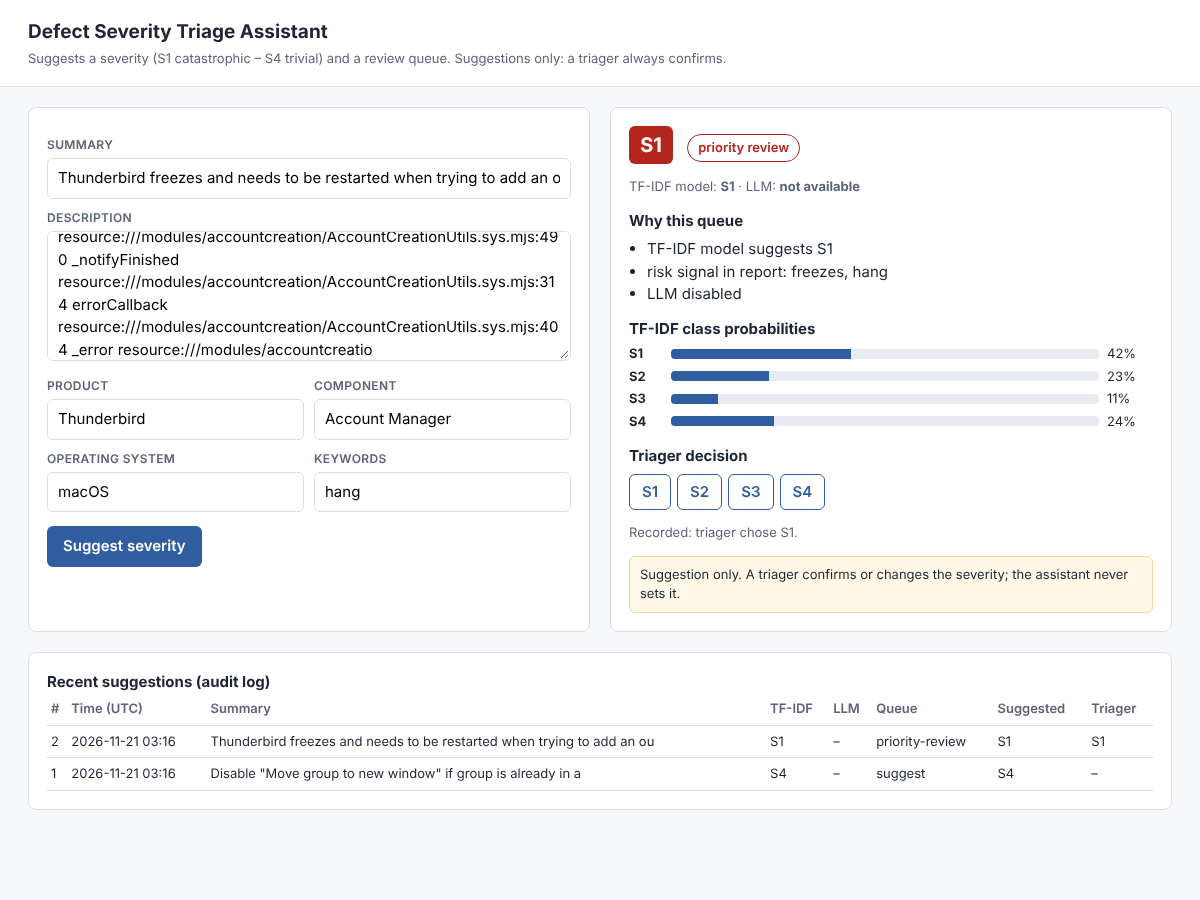 Defect Severity Triage Assistant
Suggests a severity (S1 catastrophic – S4 trivial) and a review queue. Suggestions only: a triager always confirms.
SUMMARY
Thunderbird freezes and needs to be restarted when trying to add an o
DESCRIPTION
resource:///modules/accountcreation/AccountCreationUtils.sys.mjs:49
0 _notifyFinished
resource:///modules/accountcreation/AccountCreationUtils.sys.mjs:31
4 errorCallback
resource:///modules/accountcreation/AccountCreationUtils.sys.mjs:40
4 _error resource:///modules/accountcreatio
PRODUCT
COMPONENT
Thunderbird
Account Manager
OPERATING SYSTEM
KEYWORDS
macOS
hang
Suggest severity
S1
priority review
TF-IDF model: S1 · LLM: not available
Why this queue
• TF-IDF model suggests S1
• risk signal in report: freezes, hang
• LLM disabled
TF-IDF class probabilities
S1 42%
S2 23%
S3 11%
S4 24%
Triager decision
S1 S2 S3 S4
Recorded: triager chose S1.
Suggestion only. A triager confirms or changes the severity; the assistant never
sets it.
Recent suggestions (audit log)
# Time (UTC) Summary TF-IDF LLM Queue Suggested Triager
2 2026-11-21 03:16 Thunderbird freezes and needs to be restarted when trying to add an ou S1 – priority-review S1 S1
1 2026-11-21 03:16 Disable "Move group to new window" if group is already in a S4 – suggest S4 –